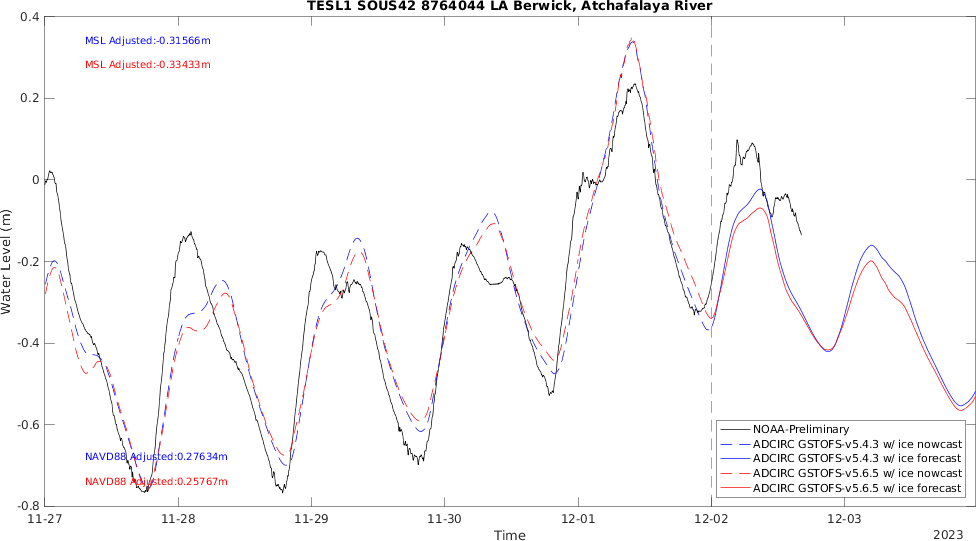 TESL1 SOUS42 8764044 LA Berwick, Atchafalaya River
MSL Adjusted:-0.31566m
MSL Adjusted:-0.33433m
NAVD88 Adjusted:0.27634m
NAVD88 Adjusted:0.25767m
Water Level (m)
0.4
0.2
0
-0.2
-0.4
-0.6
-0.8
NOAA-Preliminary
ADCIRC GSTOFS-v5.4.3 w/ ice nowcast
ADCIRC GSTOFS-v5.4.3 w/ ice forecast
ADCIRC GSTOFS-v5.6.5 w/ ice nowcast
ADCIRC GSTOFS-v5.6.5 w/ ice forecast
11-27 11-28 11-29 11-30 12-01 12-02 12-03
Time
2023